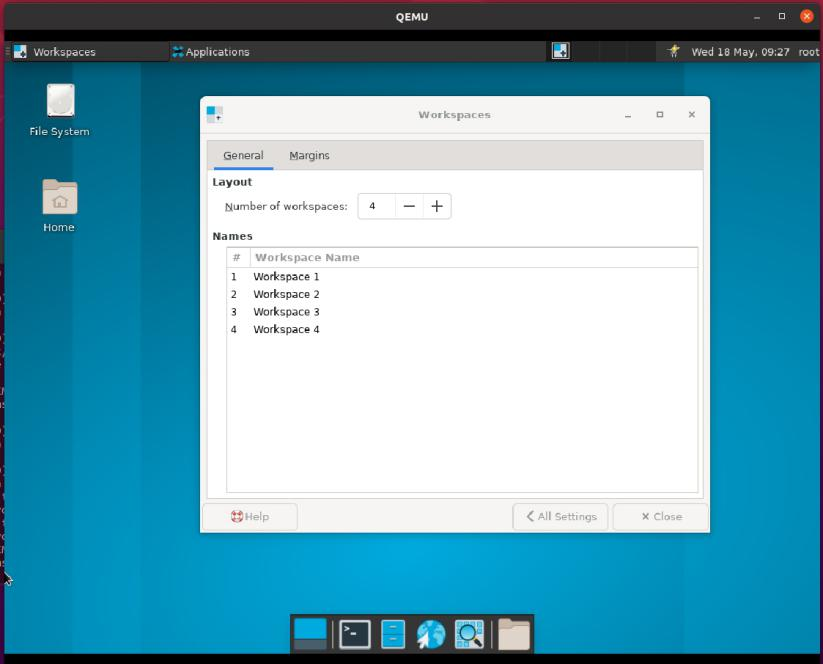 QEMU
Workspaces
Applications
Wed 18 May, 09:27 root
File System
Home
Workspaces
General Margins
Layout
Number of workspaces: 4
Names
# Workspace Name
1 Workspace 1
2 Workspace 2
3 Workspace 3
4 Workspace 4
Help
All Settings
Close